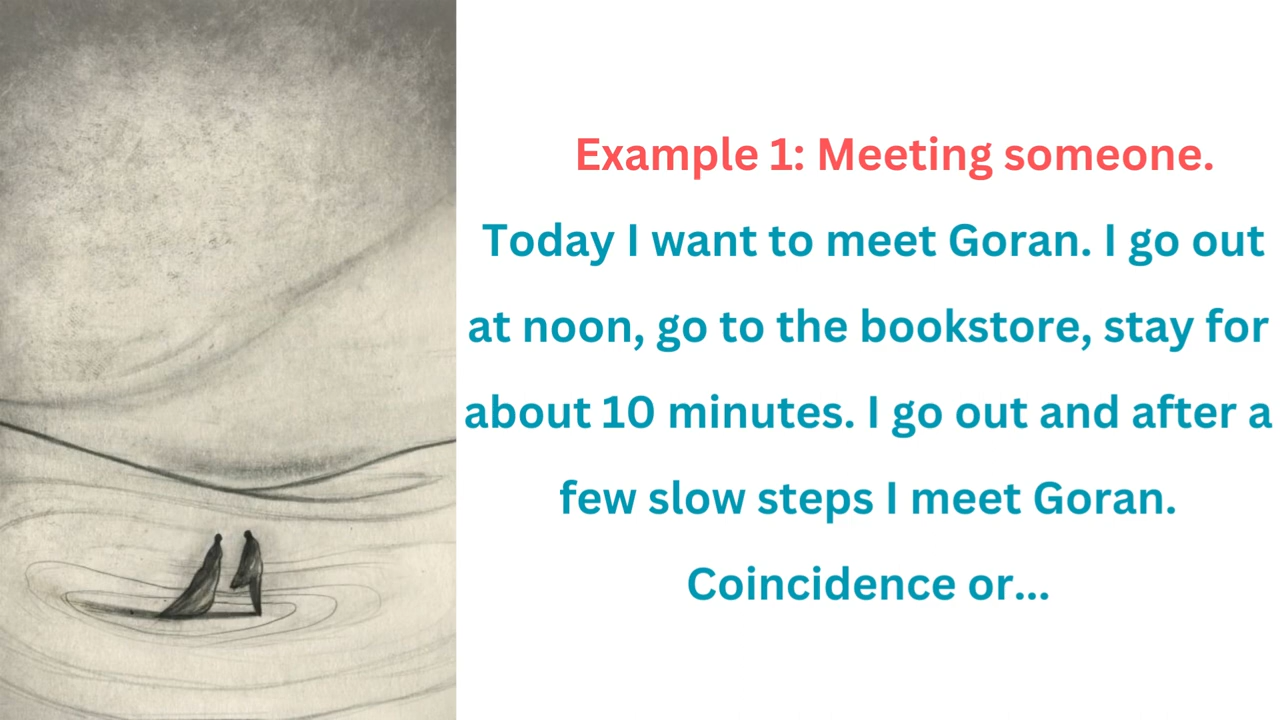 Example 1: Meeting someone.
Today I want to meet Goran. I go out
at noon, go to the bookstore, stay for
about 10 minutes. I go out and after a
few slow steps I meet Goran.
Coincidence or...